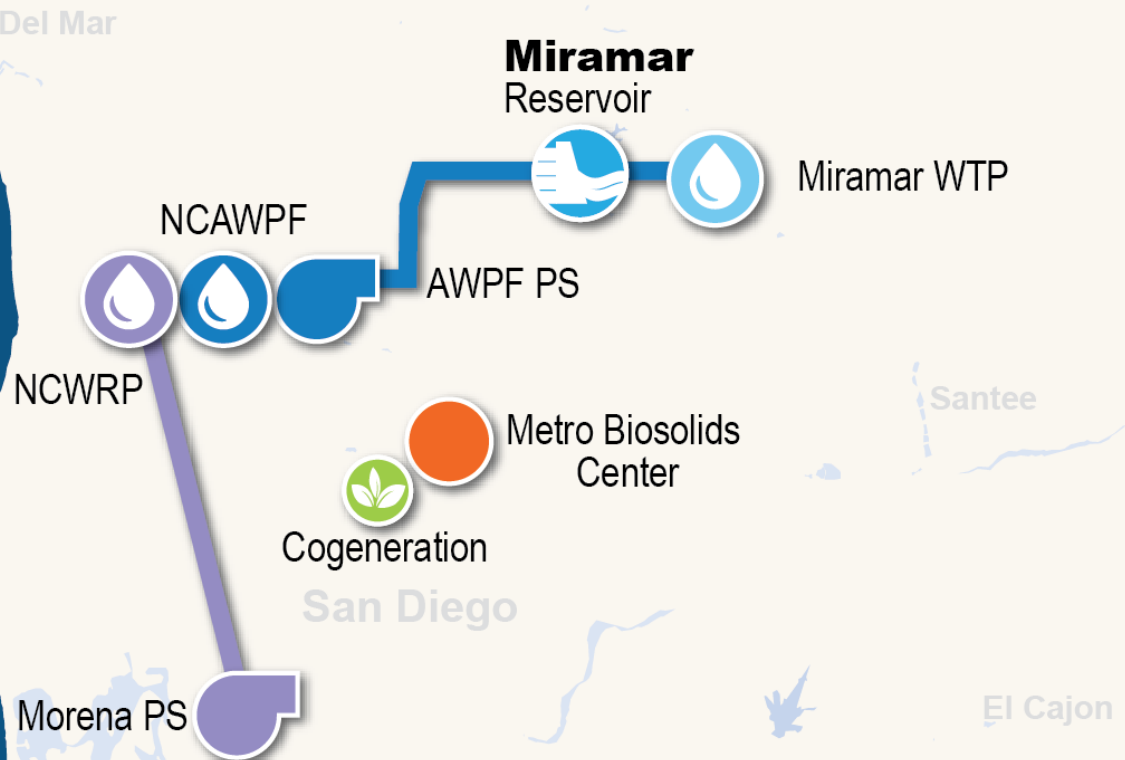 Del Mar
Miramar
Reservoir
Miramar WTP
NCAWPF
AWPF PS
NCWRP
Santee
Metro Biosolids
Center
Cogeneration
San Diego
Morena PS
El Cajon